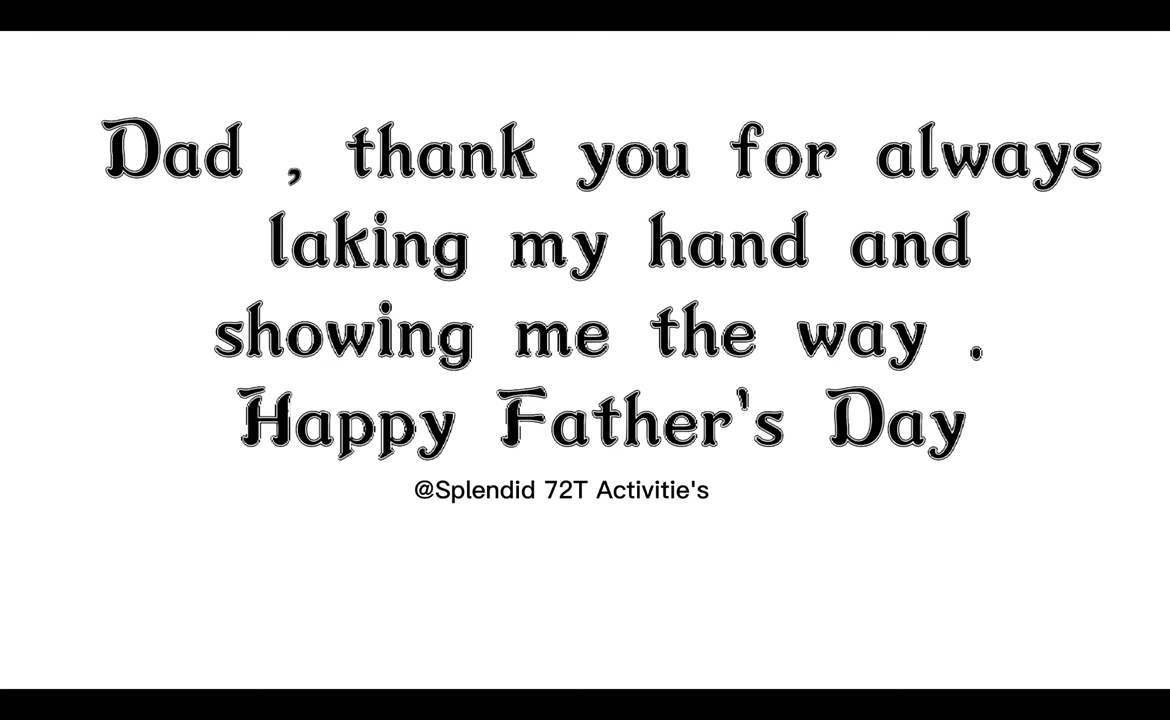 Dad , thank you for always
laking my hand and
showing me the way .
Happy Father's Day
@Splendid 72T Activitie's